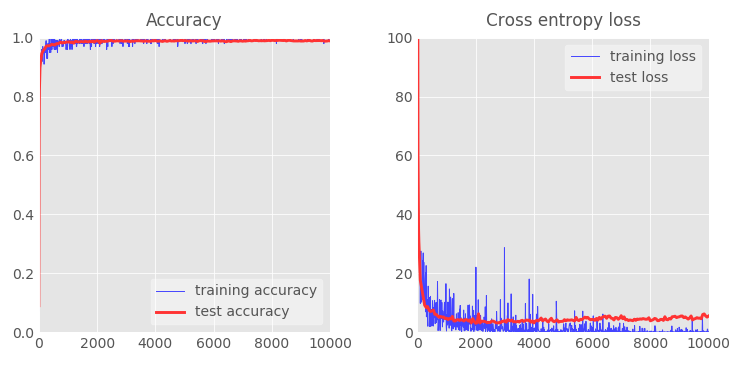 Accuracy
1.0
0.8
0.6
0.4
0.2
0.0
training accuracy
test accuracy
0 2000 4000 6000 8000 10000
Cross entropy loss
100
80
60
40
20
0
training loss
test loss
0 2000 4000 6000 8000 10000